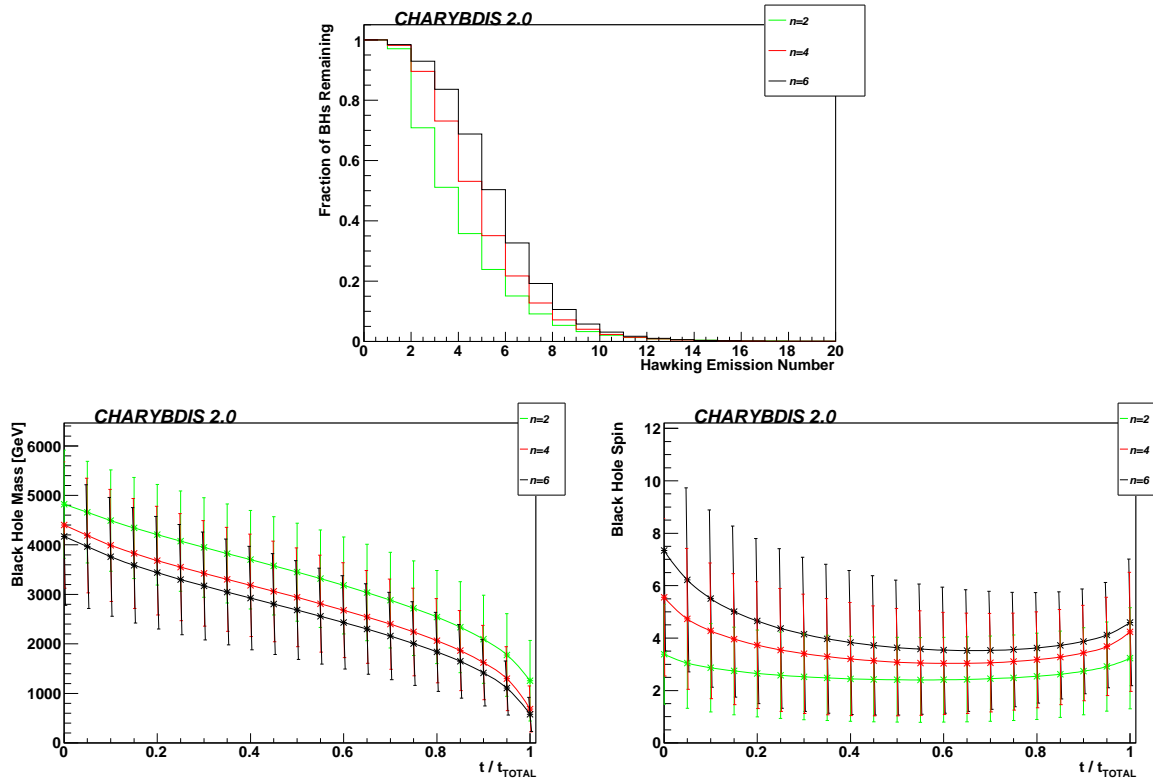 CHARYBDIS 2.0
n=2
n=4
n=6
Fraction of BHs Remaining
1
0.8
0.6
0.4
0.2
0
0 2 4 6 8 10 12 14 16 18 20
Hawking Emission Number
CHARYBDIS 2.0
n=2
n=4
n=6
Black Hole Mass [GeV]
6000
5000
4000
3000
2000
1000
0
0 0.2 0.4 0.6 0.8 1
t / tTOTAL
CHARYBDIS 2.0
n=2
n=4
n=6
Black Hole Spin
12
10
8
6
4
2
0
0 0.2 0.4 0.6 0.8 1
t / tTOTAL